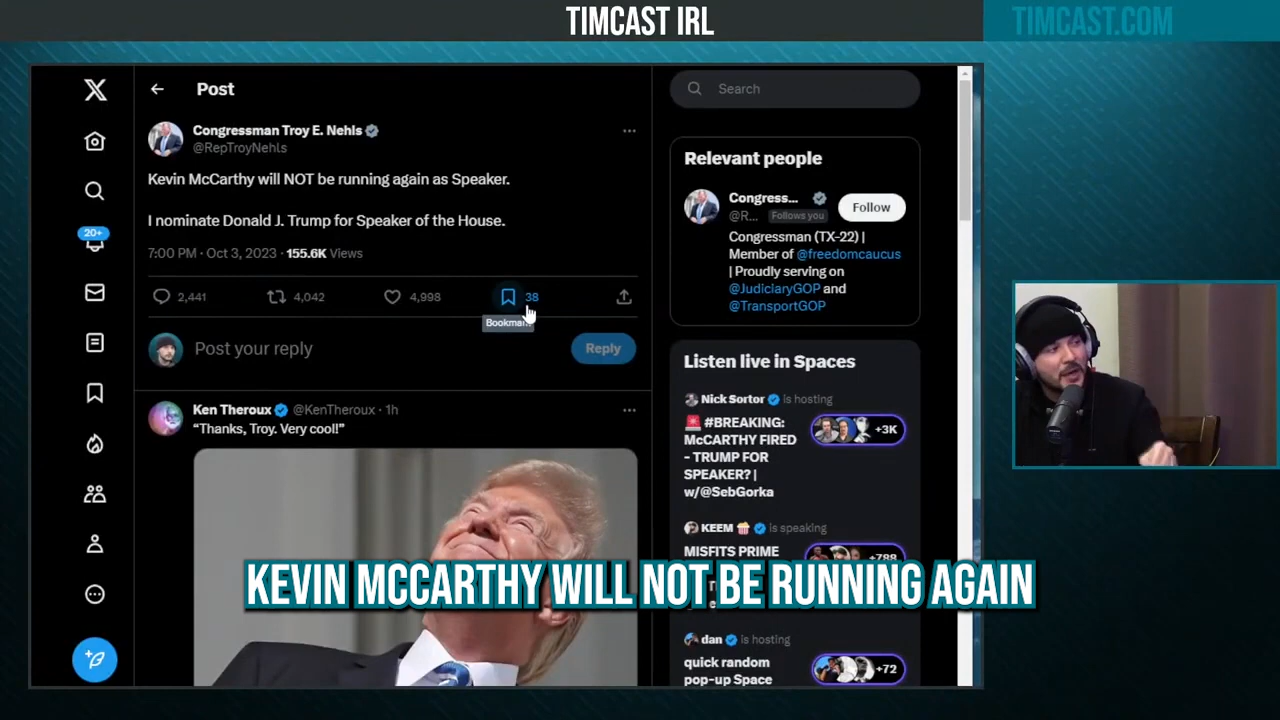 TIMCAST IRL
TIMCAST.COM
Post
Congressman Troy E. Nehls
@RepTroyNehls
Kevin McCarthy will NOT be running again as Speaker.
I nominate Donald J. Trump for Speaker of the House.
7:00 PM · Oct 3, 2023 · 155.6K Views
2,441
4,042
4,998
38
20+
Post your reply
Reply
Ken Theroux @KenTheroux · 1h
“Thanks, Troy. Very cool!”
Search
Relevant people
Congress...
@R... Follows you
Follow
Congressman (TX-22) |
Member of @freedomcaucus
| Proudly serving on
@JudiciaryGOP and
@TransportGOP
Listen live in Spaces
Nick Sortor is hosting
#BREAKING:
McCARTHY FIRED
- TRUMP FOR
SPEAKER? |
w/@SebGorka
+3K
KEEM is speaking
MISFITS PRIME
+788
dan is hosting
quick random
pop-up Space
+72
KEVIN MCCARTHY WILL NOT BE RUNNING AGAIN